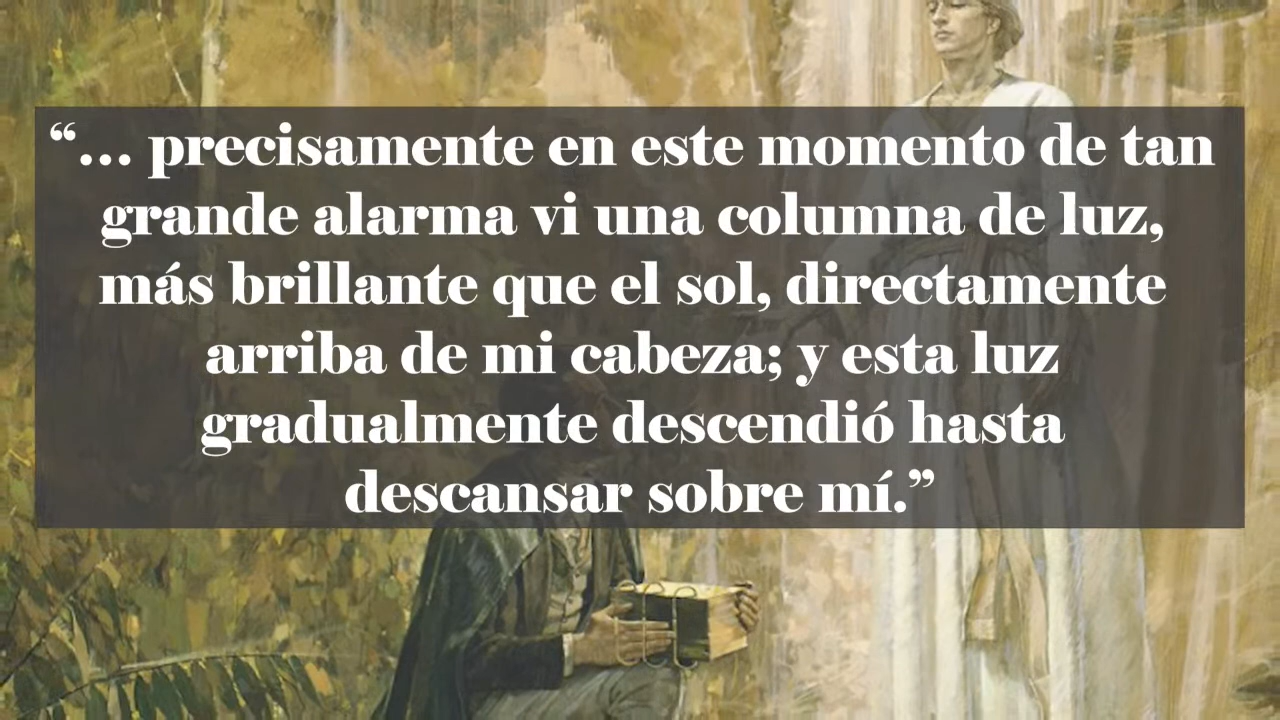 “… precisamente en este momento de tan
grande alarma vi una columna de luz,
más brillante que el sol, directamente
arriba de mi cabeza; y esta luz
gradualmente descendió hasta
descansar sobre mí.”